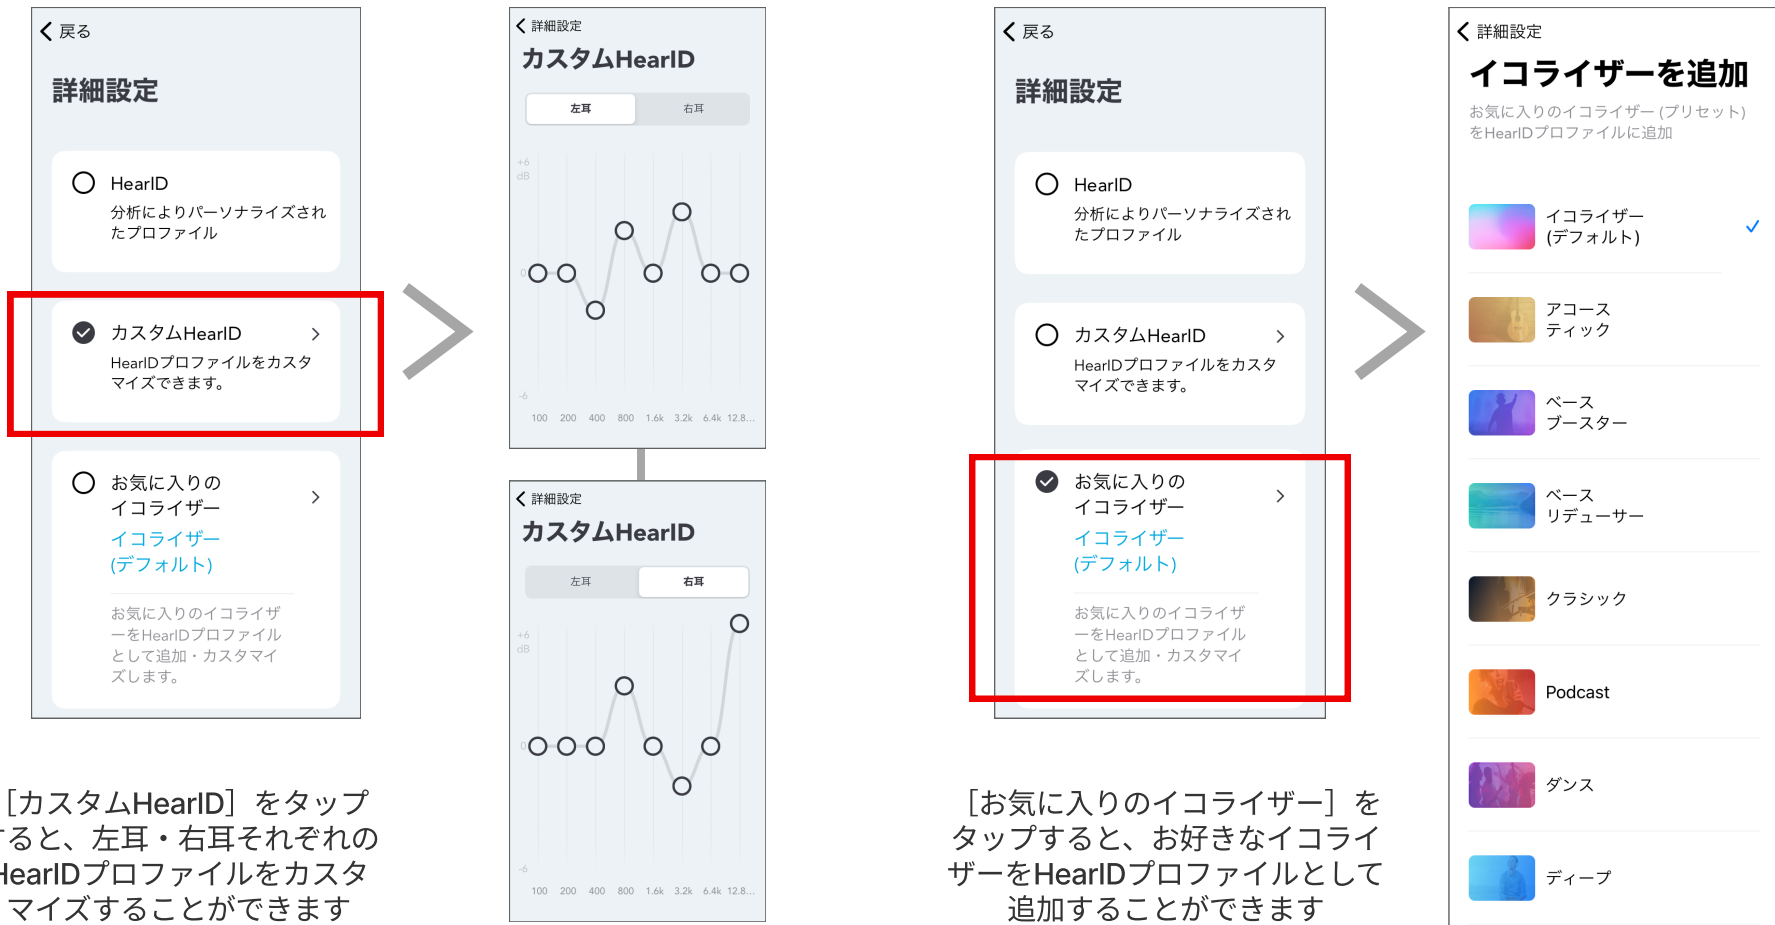 戻る
詳細設定
HearID
分析によりパーソナライズされ
たプロファイル
カスタムHearID
HearIDプロファイルをカスタ
マイズできます。
お気に入りの
イコライザー
イコライザー
(デフォルト)
お気に入りのイコライザ
ーをHearIDプロファイル
として追加・カスタマイ
ズします。
［カスタムHearID］をタップ
すると、左耳・右耳それぞれの
HearIDプロファイルをカスタ
マイズすることができます
詳細設定
カスタムHearID
左耳 右耳
+6
dB
0
-6
100 200 400 800 1.6k 3.2k 6.4k 12.8...
詳細設定
カスタムHearID
左耳 右耳
+6
dB
0
-6
100 200 400 800 1.6k 3.2k 6.4k 12.8...
戻る
詳細設定
HearID
分析によりパーソナライズされ
たプロファイル
カスタムHearID
HearIDプロファイルをカスタ
マイズできます。
お気に入りの
イコライザー
イコライザー
(デフォルト)
お気に入りのイコライザ
ーをHearIDプロファイル
として追加・カスタマイ
ズします。
［お気に入りのイコライザー］を
タップすると、お好きなイコライ
ザーをHearIDプロファイルとして
追加することができます
詳細設定
イコライザーを追加
お気に入りのイコライザー (プリセット)
をHearIDプロファイルに追加
イコライザー
(デフォルト)
アコース
ティック
ベース
ブースター
ベース
リデューサー
クラシック
Podcast
ダンス
ディープ